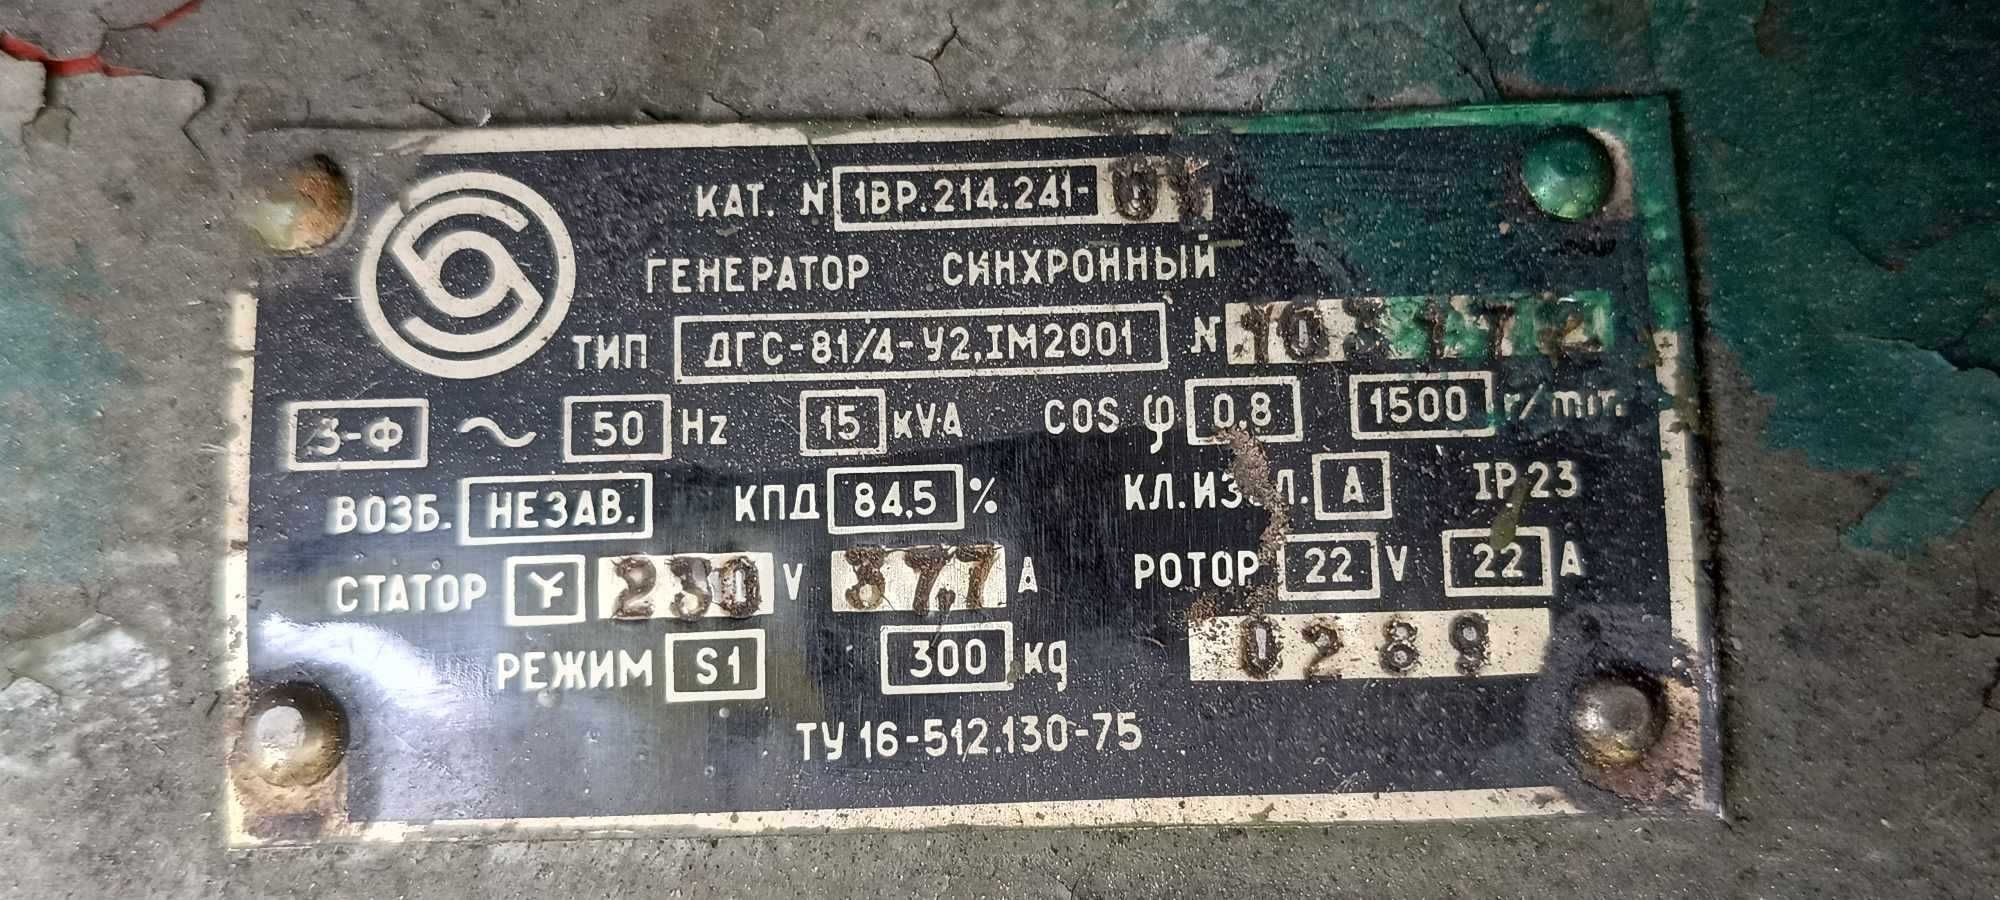 КАТ. N 1ВР.214.241-
ГЕНЕРАТОР СИНХРОННЫЙ
ТИП ДГС-81/4-У2.IM2001 N
3-Ф ~ 50 Hz 15 kVA COS φ 0,8 1500 r/min.
ВОЗБ. НЕЗАВ. КПД 84,5 % КЛ. A IP 23
СТАТОР Y 230 V 37,7 A РОТОР 22 V 22 A
РЕЖИМ S1 300 kg 0289
ТУ 16-512.130-75